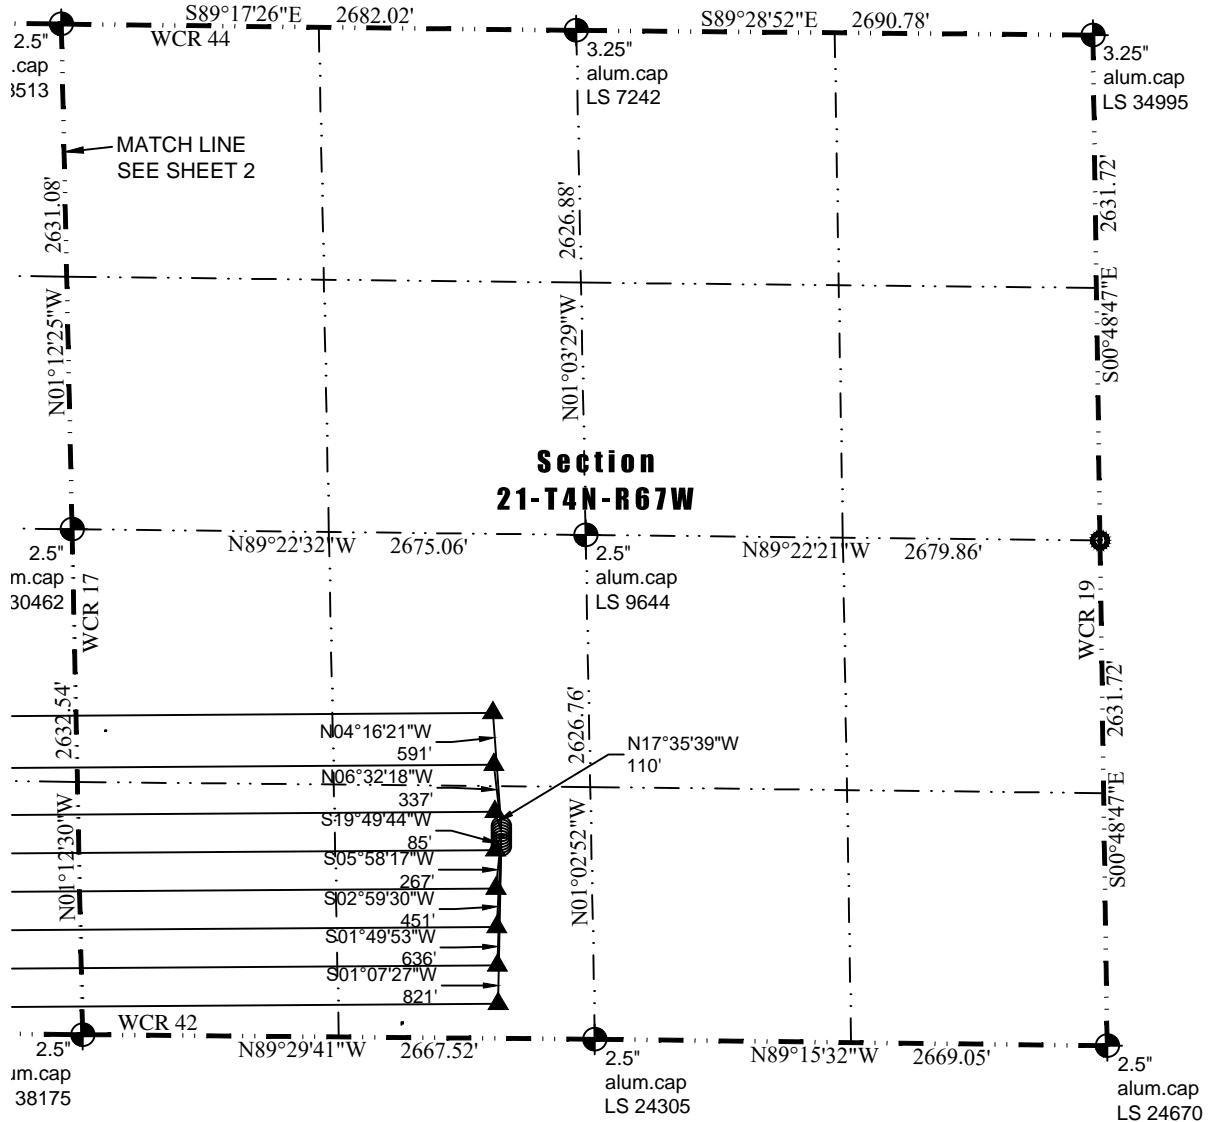 S89°17'26"E 2682.02'
S89°28'52"E 2690.78'
WCR 44
2.5"
.cap
3513
3.25"
alum.cap
LS 7242
3.25"
alum.cap
LS 34995
MATCH LINE
SEE SHEET 2
2631.08'
N01°12'25"W
2626.88'
N01°03'29"W
2631.72'
S00°48'47"E
Section
21-T4N-R67W
N89°22'32"W 2675.06'
N89°22'21"W 2679.86'
2.5"
m.cap
30462
2.5"
alum.cap
LS 9644
WCR 17
WCR 19
2632.54'
N01°12'30"W
2626.76'
N01°02'52"W
2631.72'
S00°48'47"E
N04°16'21"W
591'
N06°32'18"W
337'
S19°49'44"W
85'
S05°58'17"W
267'
S02°59'30"W
451'
S01°49'53"W
636'
S01°07'27"W
821'
N17°35'39"W
110'
WCR 42
N89°29'41"W 2667.52'
N89°15'32"W 2669.05'
2.5"
um.cap
38175
2.5"
alum.cap
LS 24305
2.5"
alum.cap
LS 24670